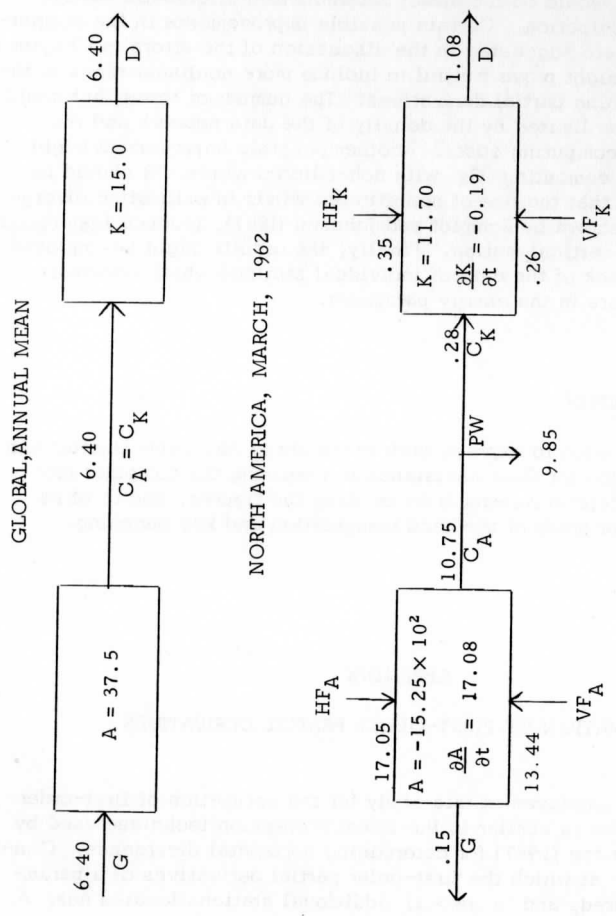 GLOBAL ANNUAL MEAN
6.40
G
A = 37.5
6.40
C_A = C_K
K = 15.0
6.40
D
NORTH AMERICA, MARCH, 1962
HF_A
17.05
.15
G
A = -15.25 × 10²
∂A/∂t = 17.08
13.44
VF_A
10.75
C_A
PW
9.85
.28
C_K
HF_K
.35
K = 11.70
∂K/∂t = 0.19
.26
VF_K
1.08
D